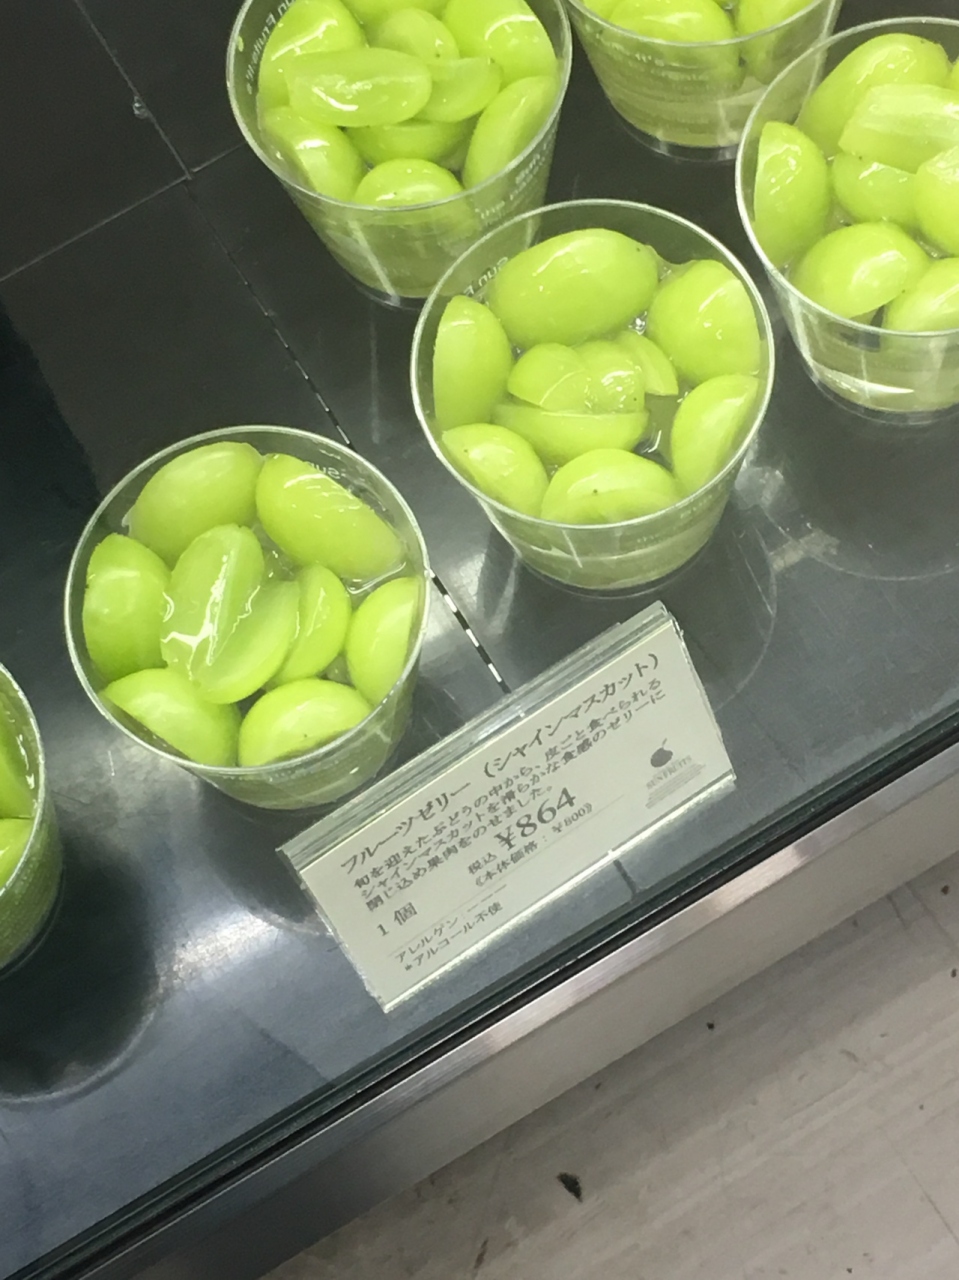 フルーツゼリー（シャインマスカット）
旬を迎えたぶどうの中から、皮ごと食べられる
シャインマスカットを滑らかな食感のゼリーに
閉じ込め果肉をのせました。
税込 ¥864
《本体価格：¥800》
1個
アレルゲン：ーー
*アルコール不使